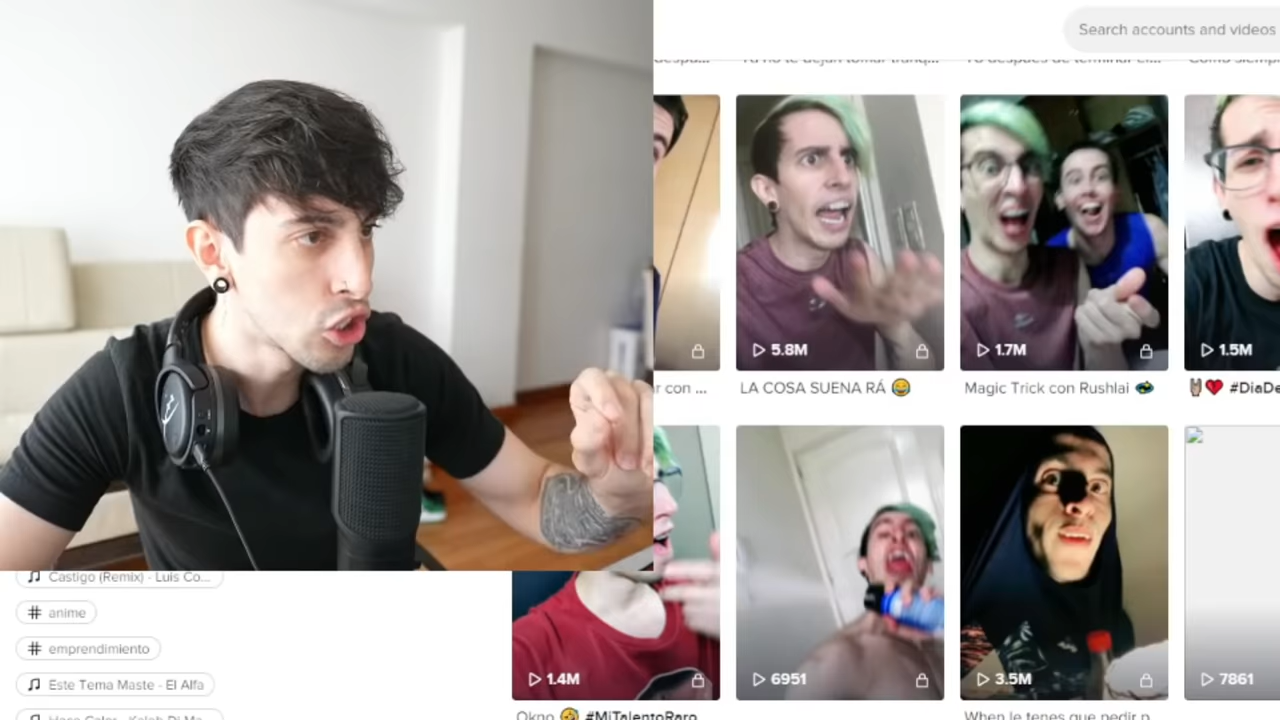 Search accounts and videos
5.8M
1.7M
1.5M
r con ...
LA COSA SUENA RÁ 😂
Magic Trick con Rushlai
🤘🏼❤️ #DiaDe
1.4M
6951
3.5M
7861
Okno 🤣 #MiTalentoRaro
When le tenes que pedir p
Castigo (Remix) - Luis Co...
# anime
# emprendimiento
Este Tema Maste - El Alfa